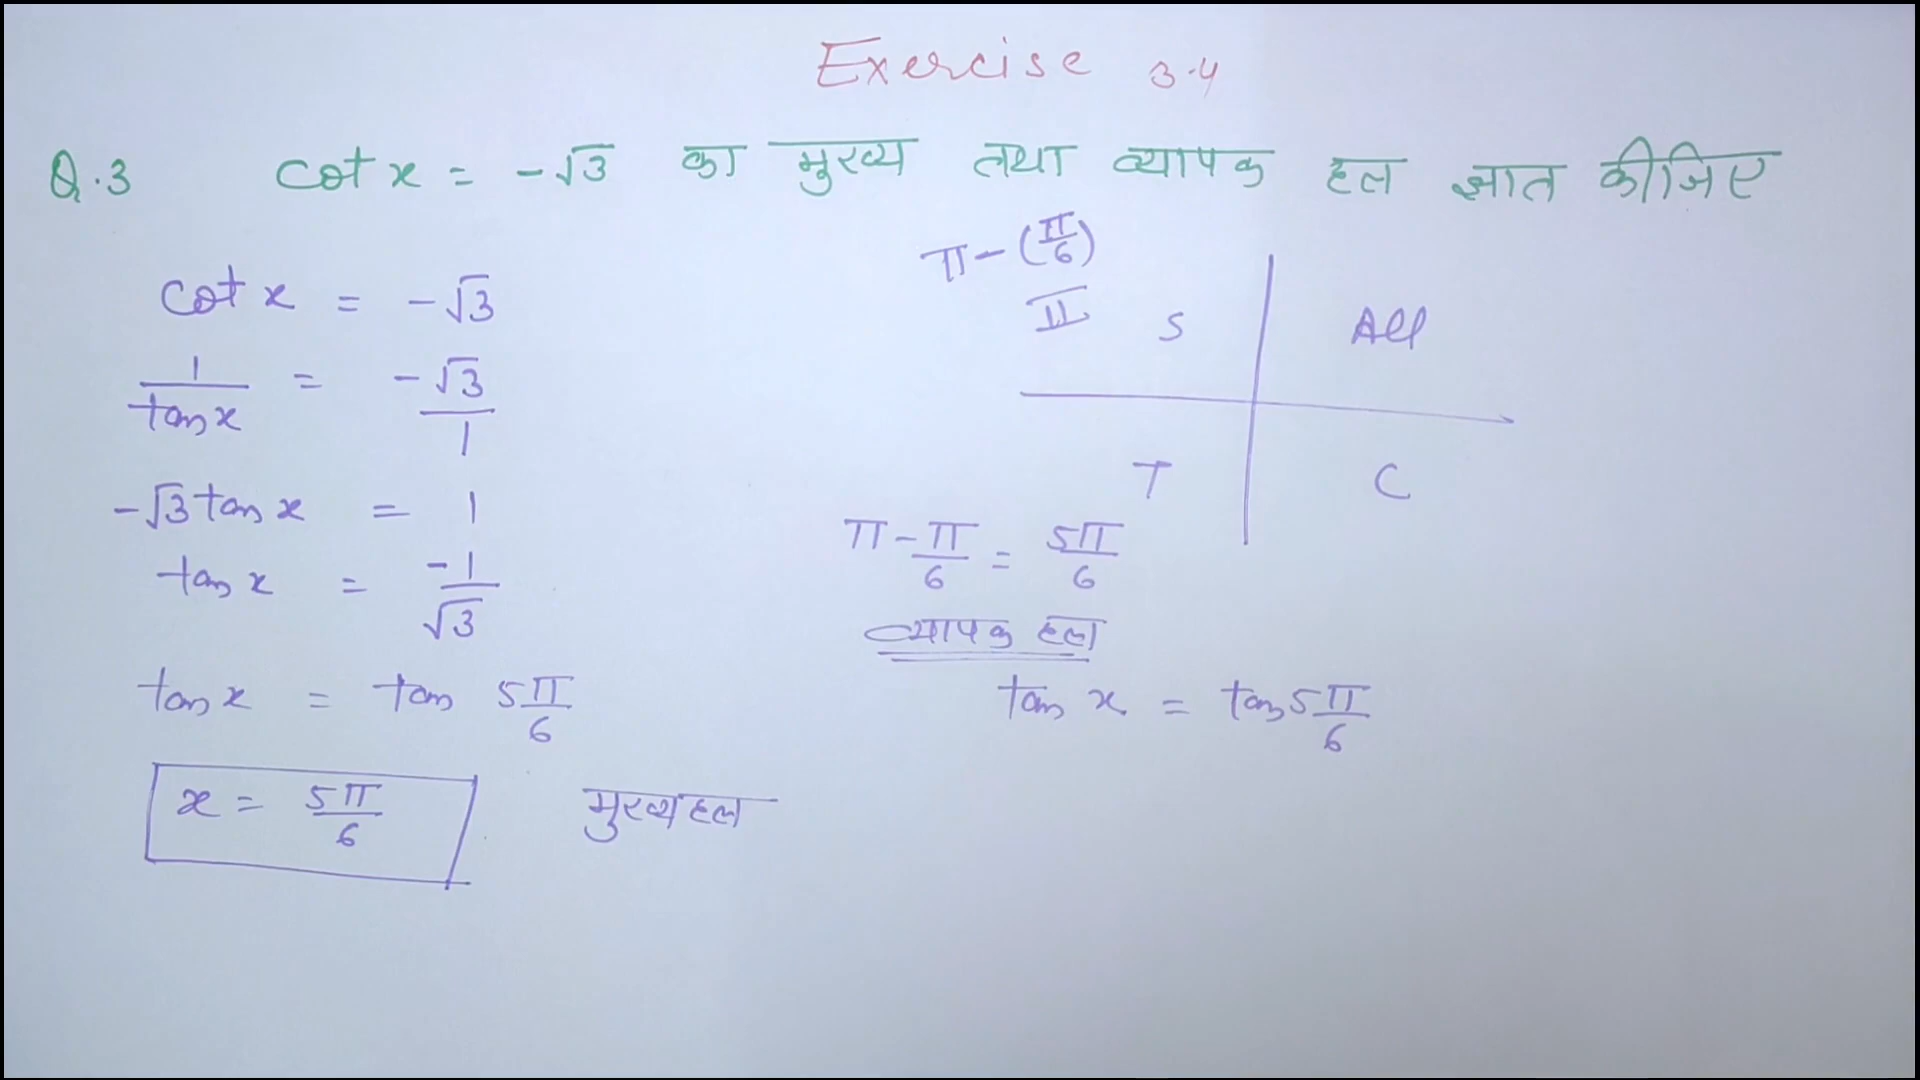 Exercise 3.4
Q.3 cot x = -√3 का मुख्य तथा व्यापक हल ज्ञात कीजिए
cot x = -√3
1/tan x = -√3/1
-√3 tan x = 1
tan x = -1/√3
tan x = tan 5π/6
x = 5π/6 मुख्य हल
π - (π/6)
II S All
T C
π - π/6 = 5π/6
व्यापक हल
tan x = tan 5π/6